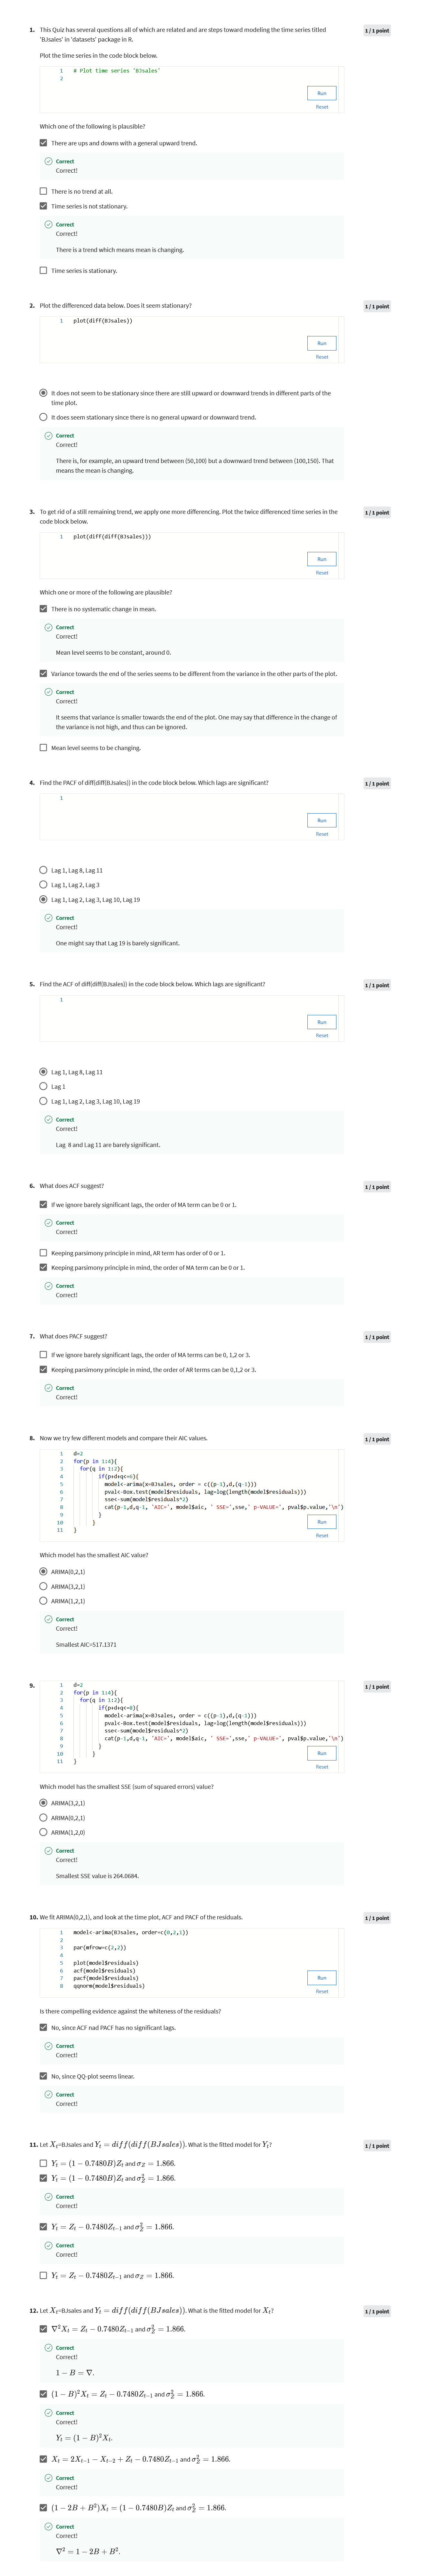 1. This Quiz has several questions all of which are related and are steps toward modeling the time series titled
'BJsales' in 'datasets' package in R.
1 / 1 point
Plot the time series in the code block below.
1 # Plot time series 'BJsales'
2
Run
Reset
Which one of the following is plausible?
There are ups and downs with a general upward trend.
Correct
Correct!
There is no trend at all.
Time series is not stationary.
Correct
Correct!
There is a trend which means mean is changing.
Time series is stationary.
2. Plot the differenced data below. Does it seem stationary?
1 / 1 point
1 plot(diff(BJsales))
Run
Reset
It does not seem to be stationary since there are still upward or downward trends in different parts of the
time plot.
It does seem stationary since there is no general upward or downward trend.
Correct
Correct!
There is, for example, an upward trend between (50,100) but a downward trend between (100,150). That
means the mean is changing.
3. To get rid of a still remaining trend, we apply one more differencing. Plot the twice differenced time series in the
code block below.
1 / 1 point
1 plot(diff(diff(BJsales)))
Run
Reset
Which one or more of the following are plausible?
There is no systematic change in mean.
Correct
Correct!
Mean level seems to be constant, around 0.
Variance towards the end of the series seems to be different from the variance in the other parts of the plot.
Correct
Correct!
It seems that variance is smaller towards the end of the plot. One may say that difference in the change of
the variance is not high, and thus can be ignored.
Mean level seems to be changing.
4. Find the PACF of diff(diff(BJsales)) in the code block below. Which lags are significant?
1 / 1 point
1
Run
Reset
Lag 1, Lag 8, Lag 11
Lag 1, Lag 2, Lag 3
Lag 1, Lag 2, Lag 3, Lag 10, Lag 19
Correct
Correct!
One might say that Lag 19 is barely significant.
5. Find the ACF of diff(diff(BJsales)) in the code block below. Which lags are significant?
1 / 1 point
1
Run
Reset
Lag 1, Lag 8, Lag 11
Lag 1
Lag 1, Lag 2, Lag 3, Lag 10, Lag 19
Correct
Correct!
Lag 8 and Lag 11 are barely significant.
6. What does ACF suggest?
1 / 1 point
If we ignore barely significant lags, the order of MA term can be 0 or 1.
Correct
Correct!
Keeping parsimony principle in mind, AR term has order of 0 or 1.
Keeping parsimony principle in mind, the order of MA term can be 0 or 1.
Correct
Correct!
7. What does PACF suggest?
1 / 1 point
If we ignore barely significant lags, the order of MA terms can be 0, 1,2 or 3.
Keeping parsimony principle in mind, the order of AR terms can be 0,1,2 or 3.
Correct
Correct!
8. Now we try few different models and compare their AIC values.
1 / 1 point
1 d=2
2 for(p in 1:4){
3 for(q in 1:2){
4 if(p+d+q<=6){
5 model<-arima(x=BJsales, order = c((p-1),d,(q-1)))
6 pval<-Box.test(model$residuals, lag=log(length(model$residuals)))
7 sse<-sum(model$residuals^2)
8 cat(p-1,d,q-1, 'AIC=', model$aic, ' SSE=',sse,' p-VALUE=', pval$p.value,'\n')
9 }
10 }
11 }
Run
Reset
Which model has the smallest AIC value?
ARIMA(0,2,1)
ARIMA(3,2,1)
ARIMA(1,2,1)
Correct
Correct!
Smallest AIC=517.1371
9.
1 / 1 point
1 d=2
2 for(p in 1:4){
3 for(q in 1:2){
4 if(p+d+q<=8){
5 model<-arima(x=BJsales, order = c((p-1),d,(q-1)))
6 pval<-Box.test(model$residuals, lag=log(length(model$residuals)))
7 sse<-sum(model$residuals^2)
8 cat(p-1,d,q-1, 'AIC=', model$aic, ' SSE=',sse,' p-VALUE=', pval$p.value,'\n')
9 }
10 }
11 }
Run
Reset
Which model has the smallest SSE (sum of squared errors) value?
ARIMA(3,2,1)
ARIMA(0,2,1)
ARIMA(1,2,0)
Correct
Correct!
Smallest SSE value is 264.0684.
10. We fit ARIMA(0,2,1), and look at the time plot, ACF and PACF of the residuals.
1 / 1 point
1 model<-arima(BJsales, order=c(0,2,1))
2
3 par(mfrow=c(2,2))
4
5 plot(model$residuals)
6 acf(model$residuals)
7 pacf(model$residuals)
8 qqnorm(model$residuals)
Run
Reset
Is there compelling evidence against the whiteness of the residuals?
No, since ACF nad PACF has no significant lags.
Correct
Correct!
No, since QQ-plot seems linear.
Correct
Correct!
11. Let X_t=BJsales and Y_t = diff(diff(BJsales)). What is the fitted model for Y_t?
1 / 1 point
Y_t = (1 − 0.7480B)Z_t and σ_Z = 1.866.
Y_t = (1 − 0.7480B)Z_t and σ²_Z = 1.866.
Correct
Correct!
Y_t = Z_t − 0.7480Z_{t−1} and σ²_Z = 1.866.
Correct
Correct!
Y_t = Z_t − 0.7480Z_{t−1} and σ_Z = 1.866.
12. Let X_t=BJsales and Y_t = diff(diff(BJsales)). What is the fitted model for X_t?
1 / 1 point
∇²X_t = Z_t − 0.7480Z_{t−1} and σ²_Z = 1.866.
Correct
Correct!
1 − B = ∇.
(1 − B)²X_t = Z_t − 0.7480Z_{t−1} and σ²_Z = 1.866.
Correct
Correct!
Y_t = (1 − B)²X_t.
X_t = 2X_{t−1} − X_{t−2} + Z_t − 0.7480Z_{t−1} and σ²_Z = 1.866.
Correct
Correct!
(1 − 2B + B²)X_t = (1 − 0.7480B)Z_t and σ²_Z = 1.866.
Correct
Correct!
∇² = 1 − 2B + B².